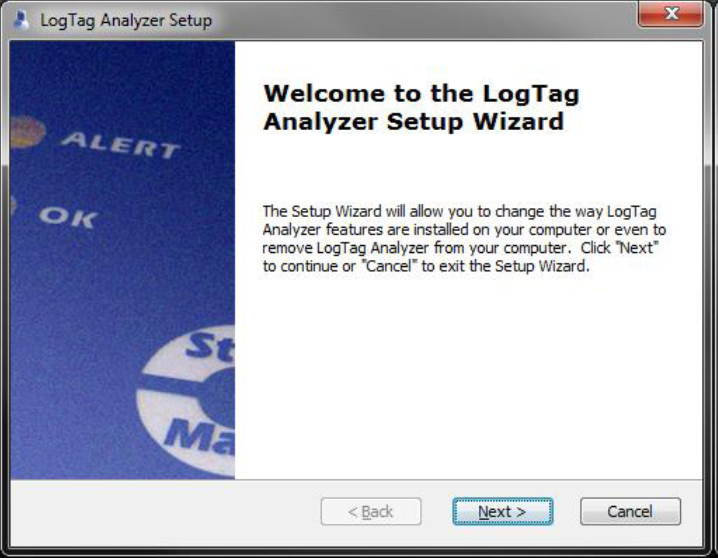 LogTag Analyzer Setup
Welcome to the LogTag
Analyzer Setup Wizard
ALERT
OK
The Setup Wizard will allow you to change the way LogTag
Analyzer features are installed on your computer or even to
remove LogTag Analyzer from your computer.  Click "Next"
to continue or "Cancel" to exit the Setup Wizard.
St
Ma
< Back
Next >
Cancel